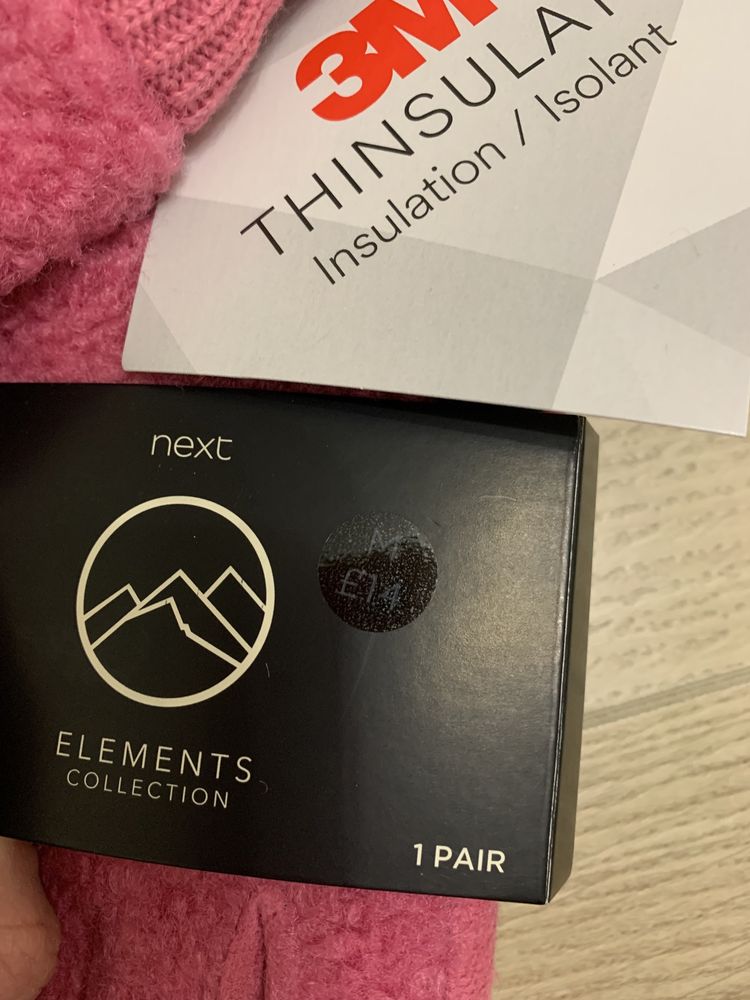 3M
THINSULAT
Insulation / Isolant
next
£14
ELEMENTS
COLLECTION
1 PAIR